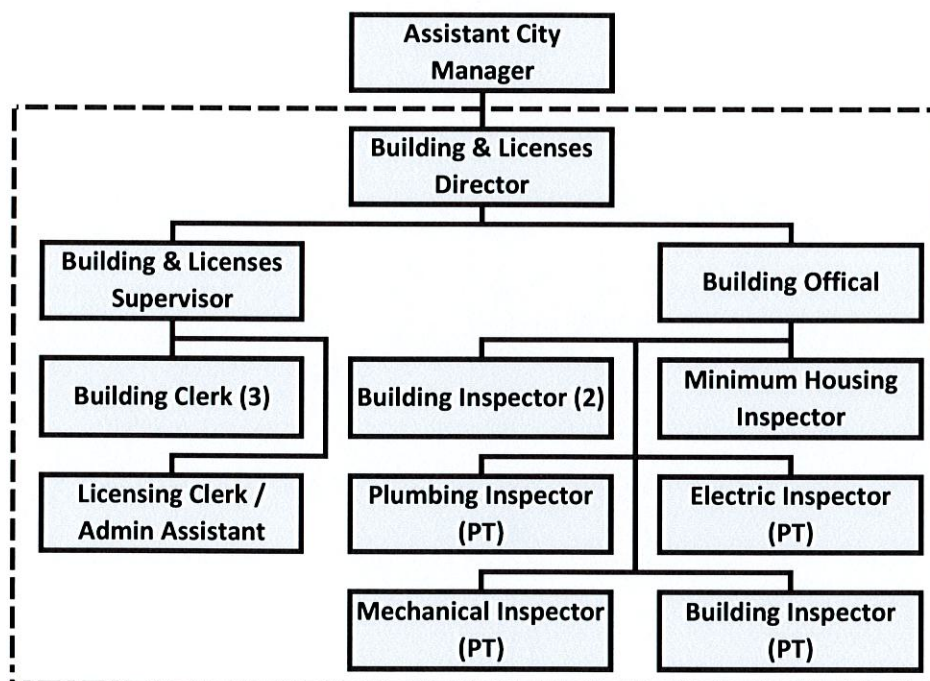 Assistant City
Manager
Building & Licenses
Director
Building & Licenses
Supervisor
Building Offical
Building Clerk (3)
Building Inspector (2)
Minimum Housing
Inspector
Licensing Clerk /
Admin Assistant
Plumbing Inspector
(PT)
Electric Inspector
(PT)
Mechanical Inspector
(PT)
Building Inspector
(PT)